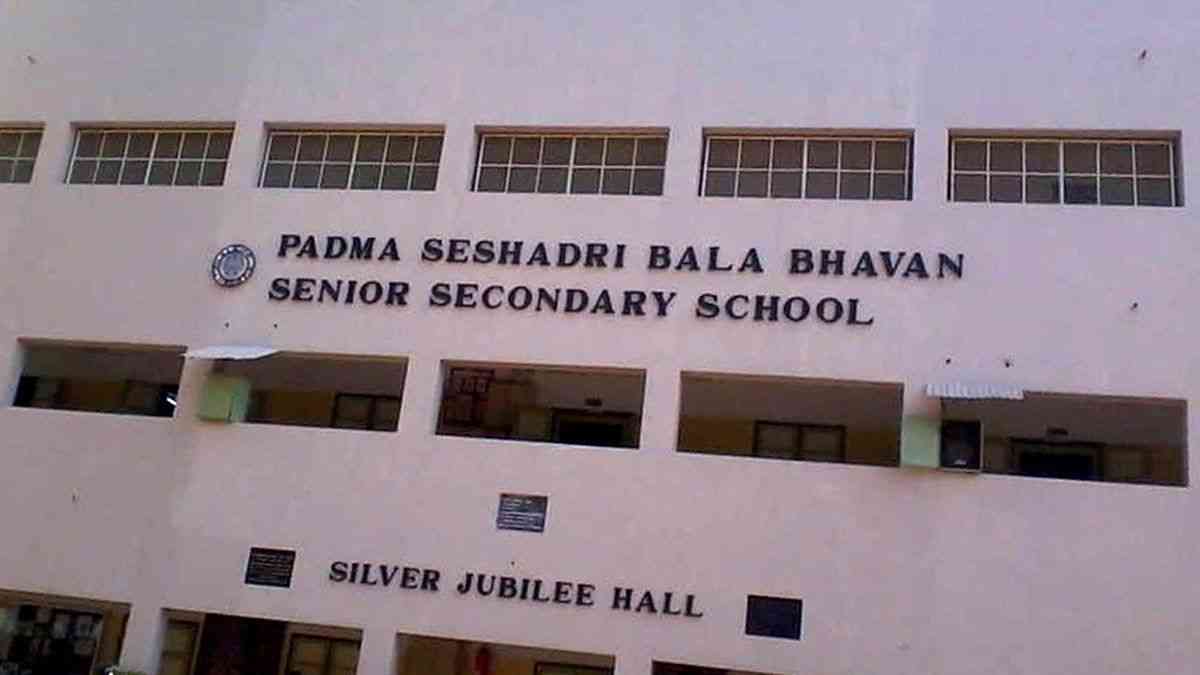 PADMA SESHADRI BALA BHAVAN
SENIOR SECONDARY SCHOOL
SILVER JUBILEE HALL